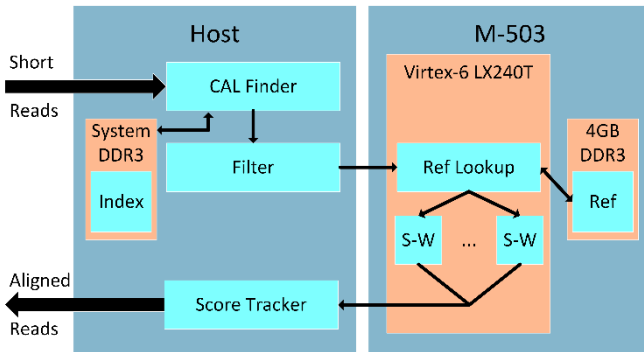 Host
M-503
Short
Reads
CAL Finder
Virtex-6 LX240T
System
DDR3
Index
Filter
Ref Lookup
4GB
DDR3
Ref
S-W
...
S-W
Aligned
Reads
Score Tracker